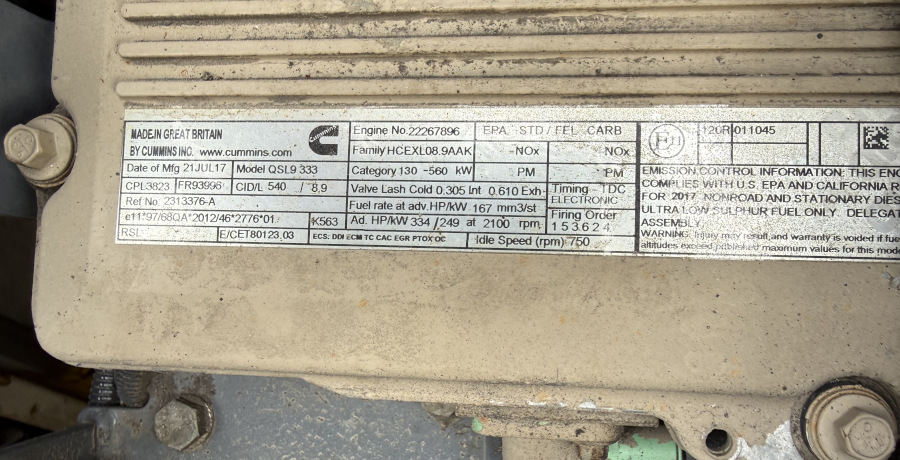 MADE IN GREAT BRITAIN
BY CUMMINS INC. www.cummins.com
Cummins
Date of Mfg 21JUL17 Model QSL9 333
CPL3823 FR93996 CID/L 540 / 8,9
Ref No. 2313376-A
e11*97/68QA*2012/46*2776*01 K563
RSL E/CET80123,03 ECS: DDI ECM TC CAC EGR PTOX OC
Engine No.22267896
Family HCEXL08.9AAK
Category 130 -560 kW
Valve Lash Cold 0,305 Int 0,610 Exh
Fuel rate at adv.HP/kW 167 mm3/st
Ad. HP/kW 334 / 249 at 2100 rpm
Idle Speed (rpm) 750
EPA STD / FEL CARB
NOx NOx
PM PM
Timing TDC
ELECTRONIC
Firing Order
1 5 3 6 2 4
120R 011045
EMISSION CONTROL INFORMATION: THIS
COMPLIES WITH U.S. EPA AND CALIFORNIA
FOR 2017 NONROAD AND STATIONARY
ULTRA LOW SULPHUR FUEL ONLY.
ASSEMBLY
WARNING: Injury may result and warranty is voided if
altitudes exceed published maximum values for this